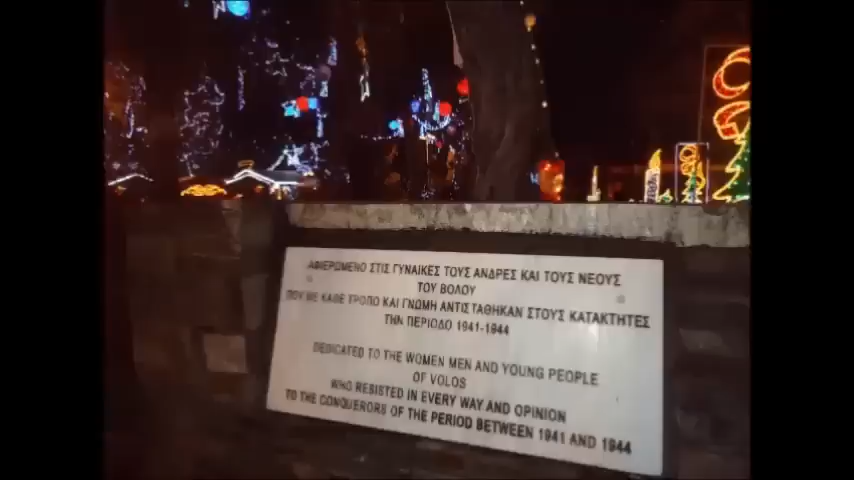 ΑΦΙΕΡΩΜΕΝΟ ΣΤΙΣ ΓΥΝΑΙΚΕΣ ΤΟΥΣ ΑΝΔΡΕΣ ΚΑΙ ΤΟΥΣ ΝΕΟΥΣ
ΤΟΥ ΒΟΛΟΥ
ΠΟΥ ΜΕ ΚΑΘΕ ΤΡΟΠΟ ΚΑΙ ΓΝΩΜΗ ΑΝΤΙΣΤΑΘΗΚΑΝ ΣΤΟΥΣ ΚΑΤΑΚΤΗΤΕΣ
ΤΗΝ ΠΕΡΙΟΔΟ 1941-1944
DEDICATED TO THE WOMEN MEN AND YOUNG PEOPLE
OF VOLOS
WHO RESISTED IN EVERY WAY AND OPINION
TO THE CONQUERORS OF THE PERIOD BETWEEN 1941 AND 1944